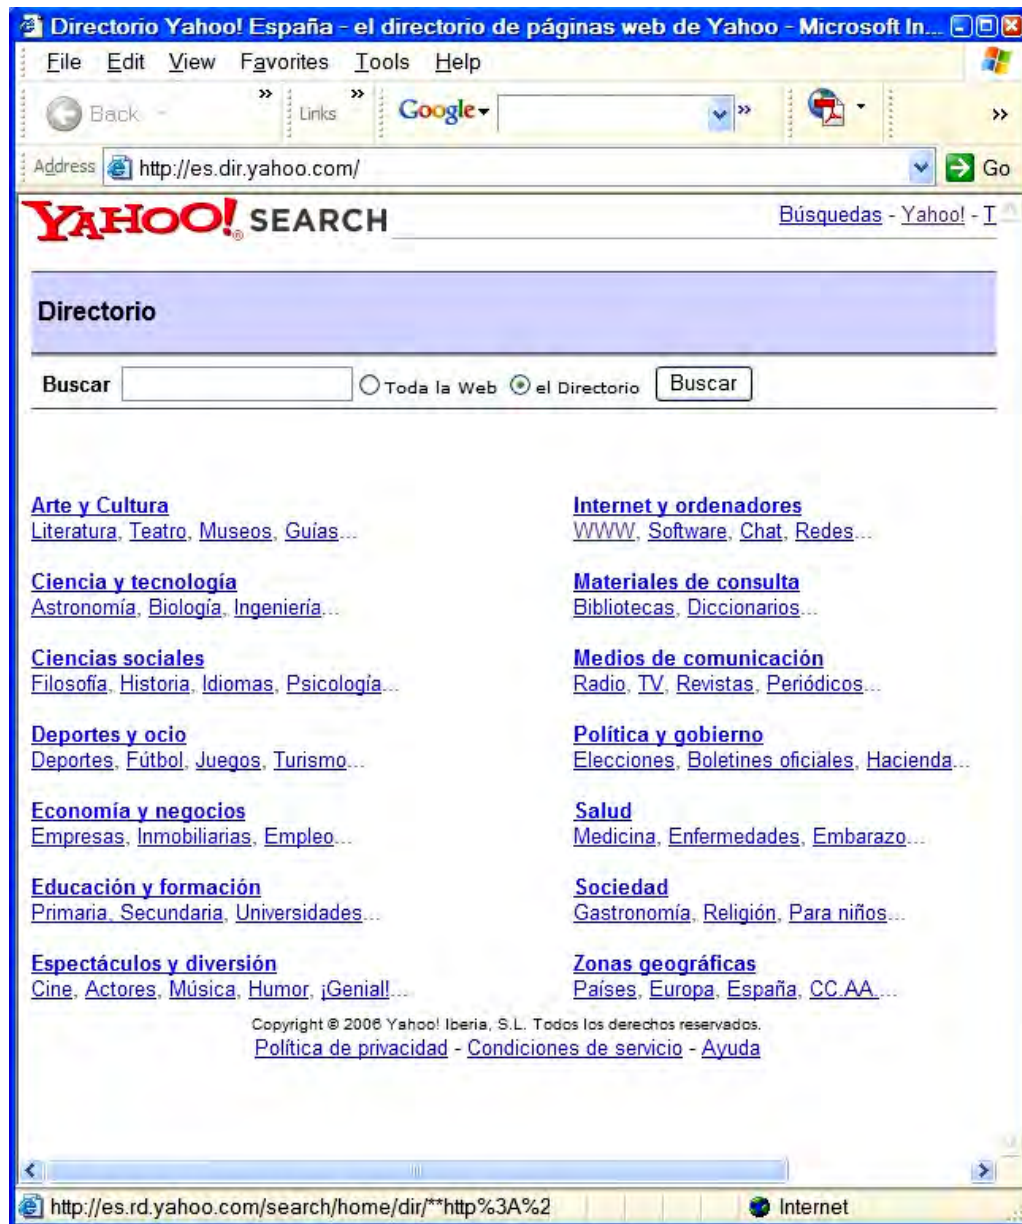 Directorio Yahoo! España - el directorio de páginas web de Yahoo - Microsoft In...
File Edit View Favorites Tools Help
Back » Links » Google » »
Address http://es.dir.yahoo.com/ Go
YAHOO! SEARCH Búsquedas - Yahoo! - T
Directorio
Buscar Toda la Web el Directorio Buscar
Arte y Cultura
Literatura, Teatro, Museos, Guías...
Ciencia y tecnología
Astronomía, Biología, Ingeniería...
Ciencias sociales
Filosofía, Historia, Idiomas, Psicología...
Deportes y ocio
Deportes, Fútbol, Juegos, Turismo...
Economía y negocios
Empresas, Inmobiliarias, Empleo...
Educación y formación
Primaria, Secundaria, Universidades...
Espectáculos y diversión
Cine, Actores, Música, Humor, ¡Genial!...
Internet y ordenadores
WWW, Software, Chat, Redes...
Materiales de consulta
Bibliotecas, Diccionarios...
Medios de comunicación
Radio, TV, Revistas, Periódicos...
Política y gobierno
Elecciones, Boletines oficiales, Hacienda...
Salud
Medicina, Enfermedades, Embarazo...
Sociedad
Gastronomía, Religión, Para niños...
Zonas geográficas
Países, Europa, España, CC.AA....
Copyright © 2006 Yahoo! Iberia, S.L. Todos los derechos reservados.
Política de privacidad - Condiciones de servicio - Ayuda
http://es.rd.yahoo.com/search/home/dir/**http%3A%2 Internet